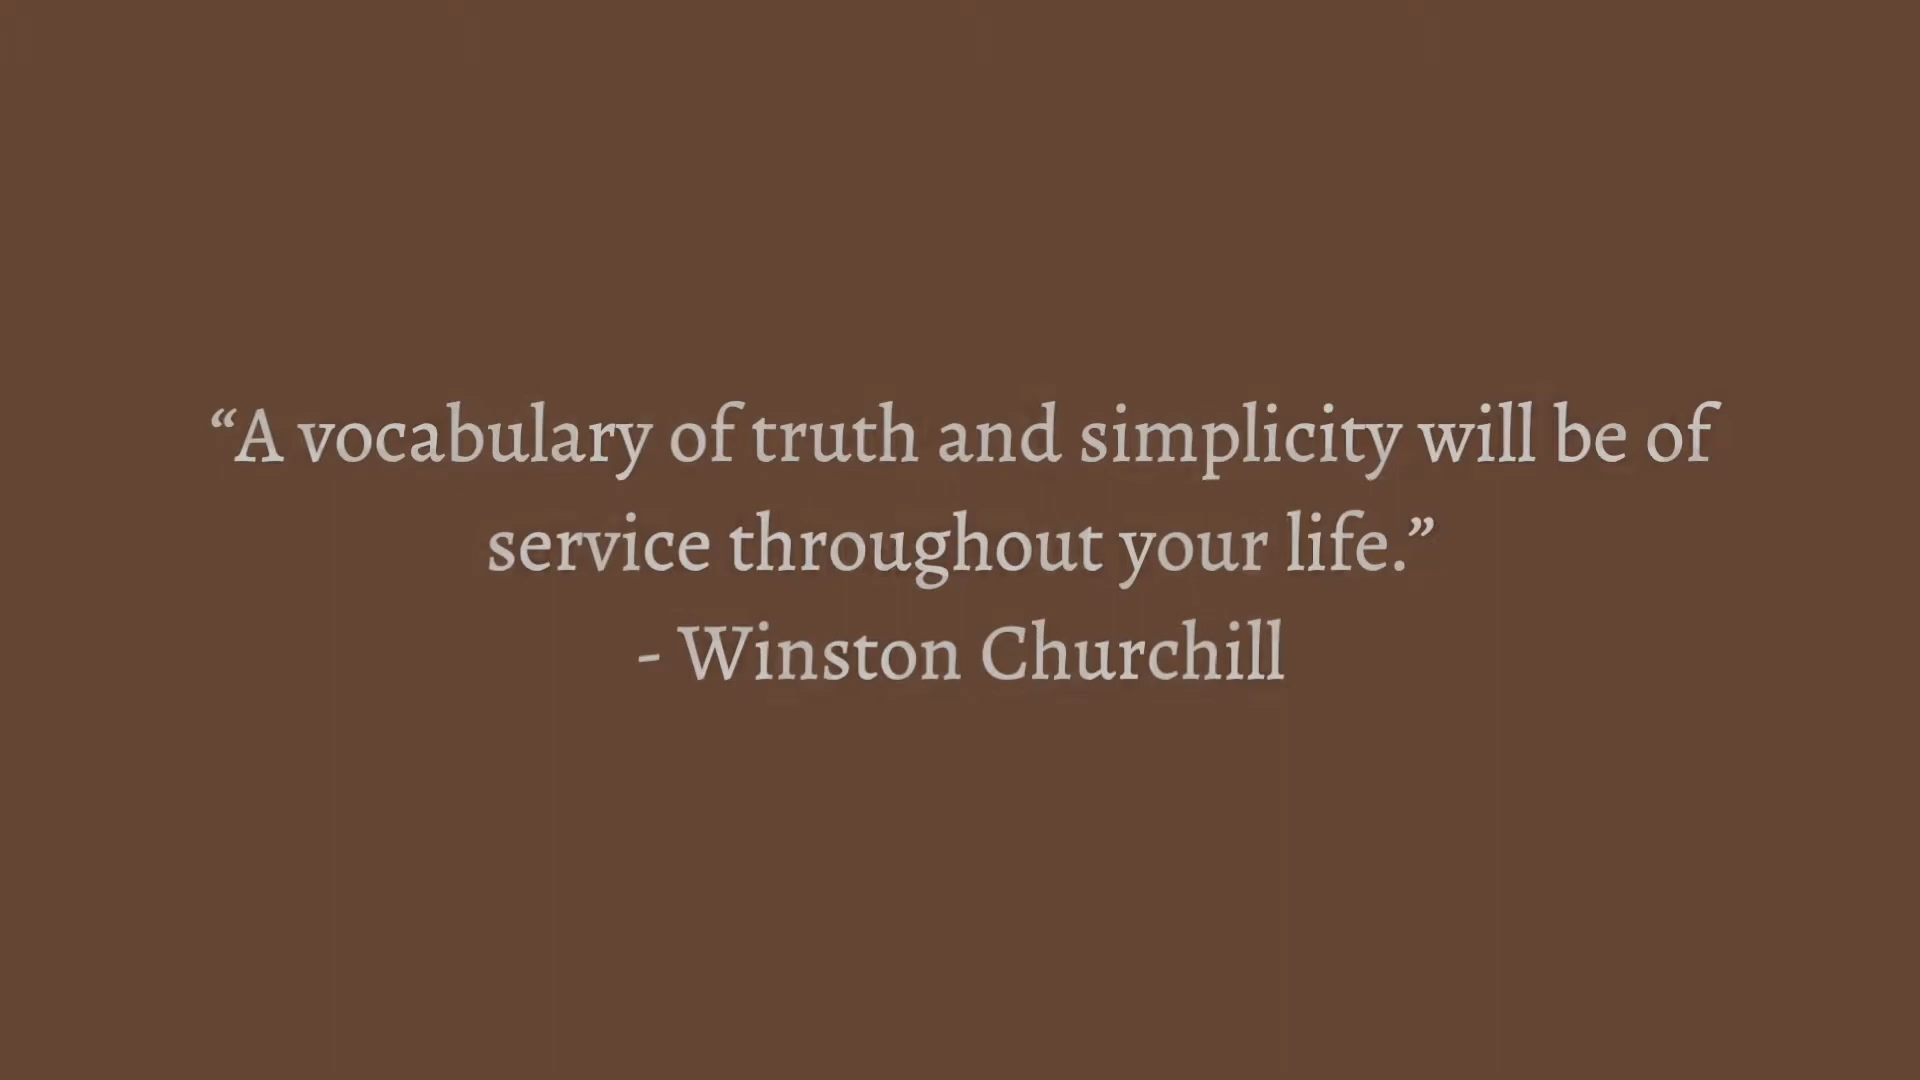 “A vocabulary of truth and simplicity will be of
service throughout your life.”
- Winston Churchill